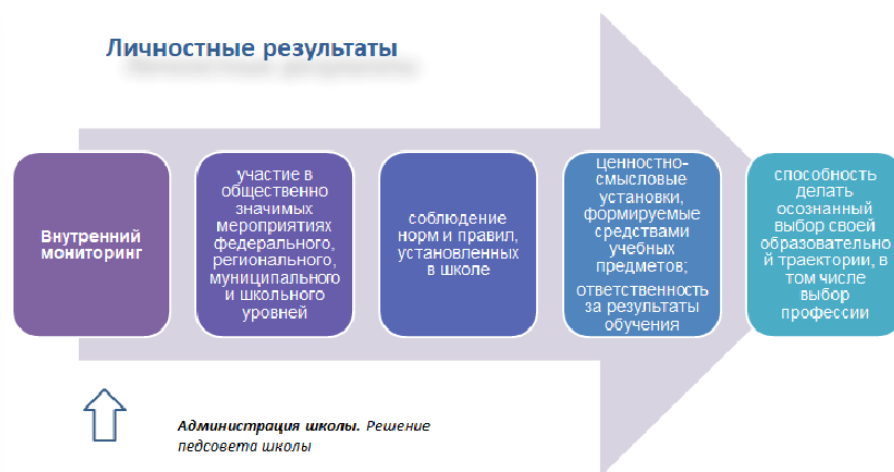 Личностные результаты
Внутренний
мониторинг
участие в
общественно
значимых
мероприятиях
федерального,
регионального,
муниципального
и школьного
уровней
соблюдение
норм и правил,
установленных
в школе
ценностно-
смысловые
установки,
формируемые
средствами
учебных
предметов;
ответственность
за результаты
обучения
способность
делать
осознанный
выбор своей
образовательно
й траектории, в
том числе
выбор
профессии
Администрация школы. Решение
педсовета школы